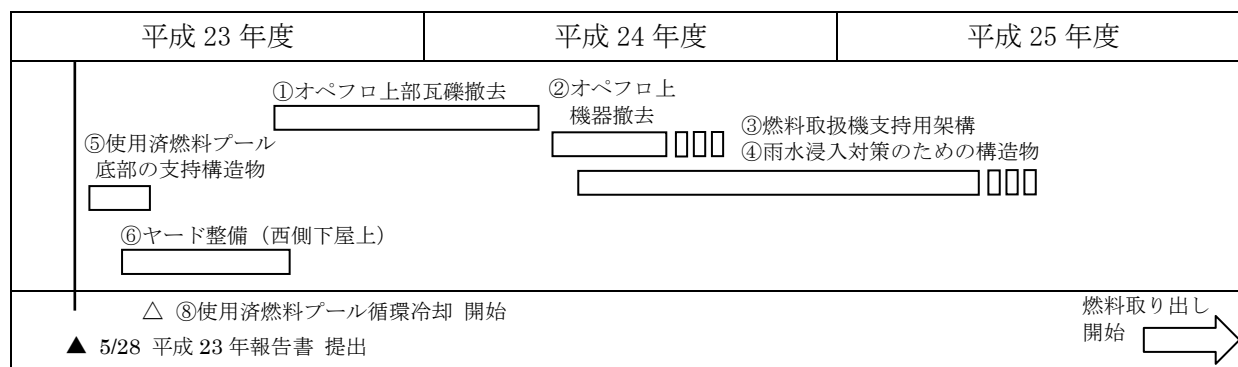 平成 23 年度
平成 24 年度
平成 25 年度
①オペフロ上部瓦礫撤去
②オペフロ上
機器撤去
③燃料取扱機支持用架構
④雨水浸入対策のための構造物
⑤使用済燃料プール
底部の支持構造物
⑥ヤード整備（西側下屋上）
△ ⑧使用済燃料プール循環冷却 開始
▲ 5/28 平成 23 年報告書 提出
燃料取り出し
開始